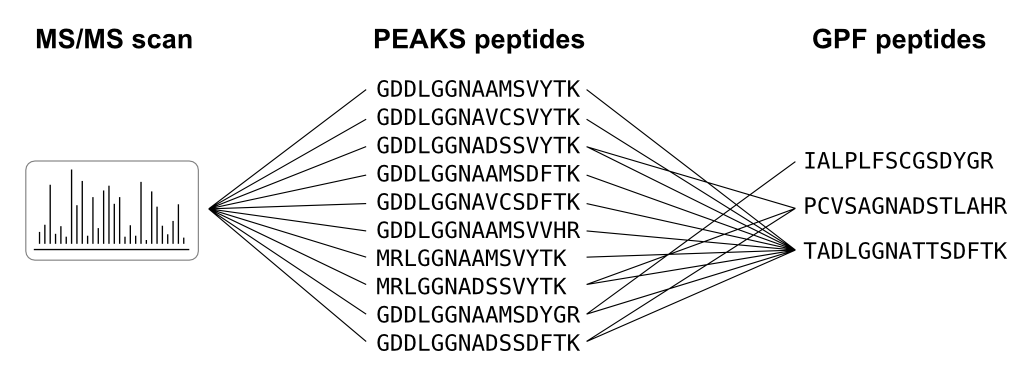 MS/MS scan PEAKS peptides GPF peptides
GDDLGGNAAMSVYTK
GDDLGGNAVCSVYTK
GDDLGGNADSSVYTK
GDDLGGNAAMSDFTK
GDDLGGNAVCSDFTK
GDDLGGNAAMSVVHR
MRLGGNAAMSVYTK
MRLGGNADSSVYTK
GDDLGGNAAMSDYGR
GDDLGGNADSSDFTK
IALPLFSCGSDYGR
PCVSAGNADSTLAHR
TADLGGNATTSDFTK